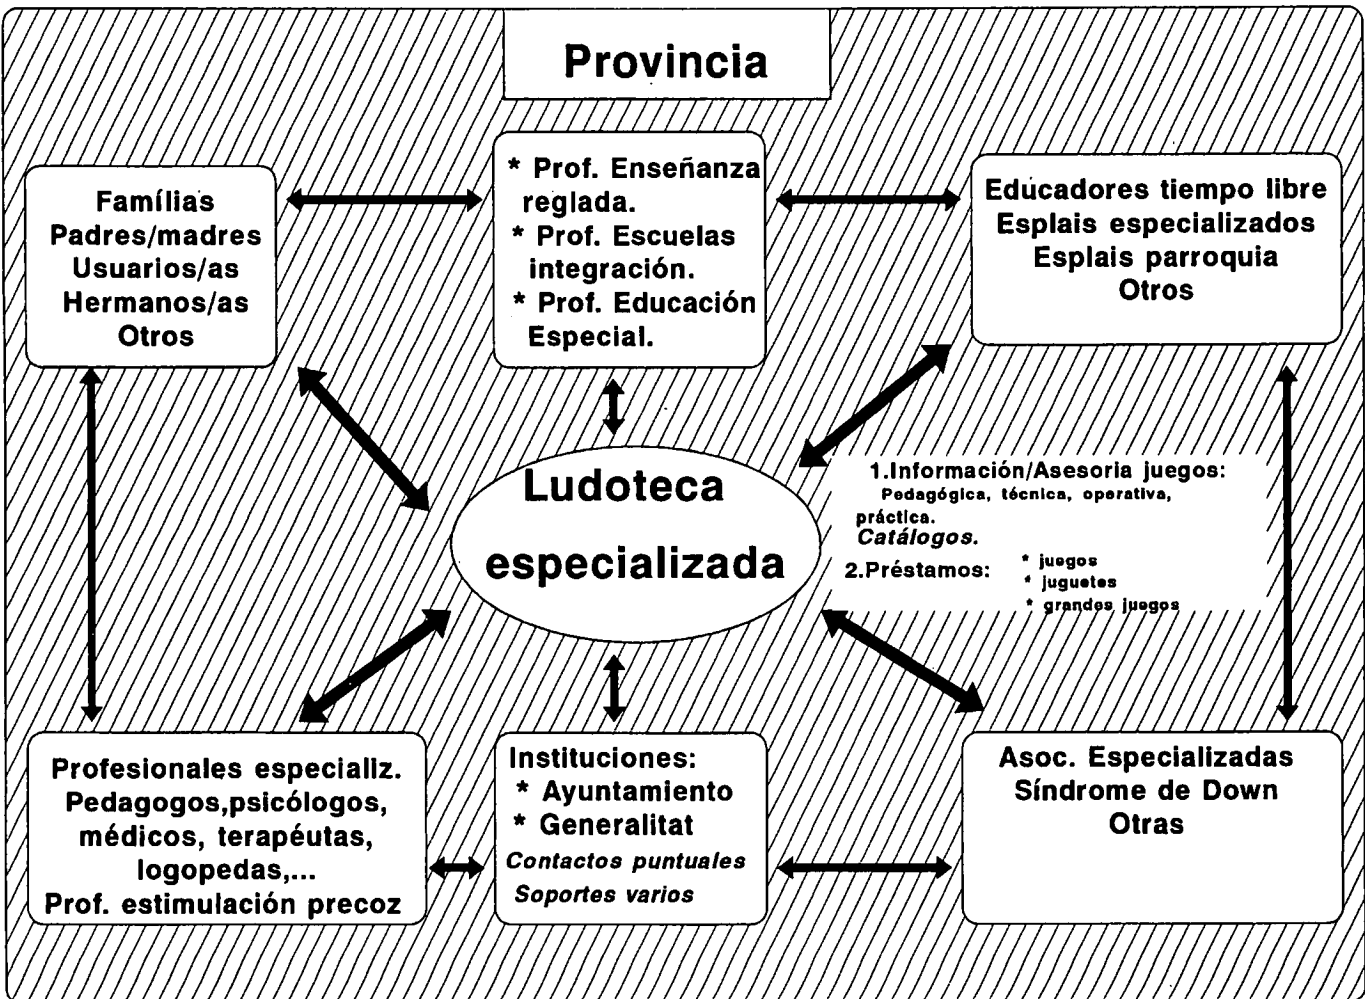 Provincia
Famílias
Padres/madres
Usuarios/as
Hermanos/as
Otros
* Prof. Enseñanza
reglada.
* Prof. Escuelas
integración.
* Prof. Educación
Especial.
Educadores tiempo libre
Esplais especializados
Esplais parroquia
Otros
Ludoteca
especializada
1.Información/Asesoria juegos:
Pedagógica, técnica, operativa,
práctica.
Catálogos.
2.Préstamos:
* juegos
* juguetes
* grandes juegos
Profesionales especializ.
Pedagogos,psicólogos,
médicos, terapéutas,
logopedas,...
Prof. estimulación precoz
Instituciones:
* Ayuntamiento
* Generalitat
Contactos puntuales
Soportes varios
Asoc. Especializadas
Síndrome de Down
Otras